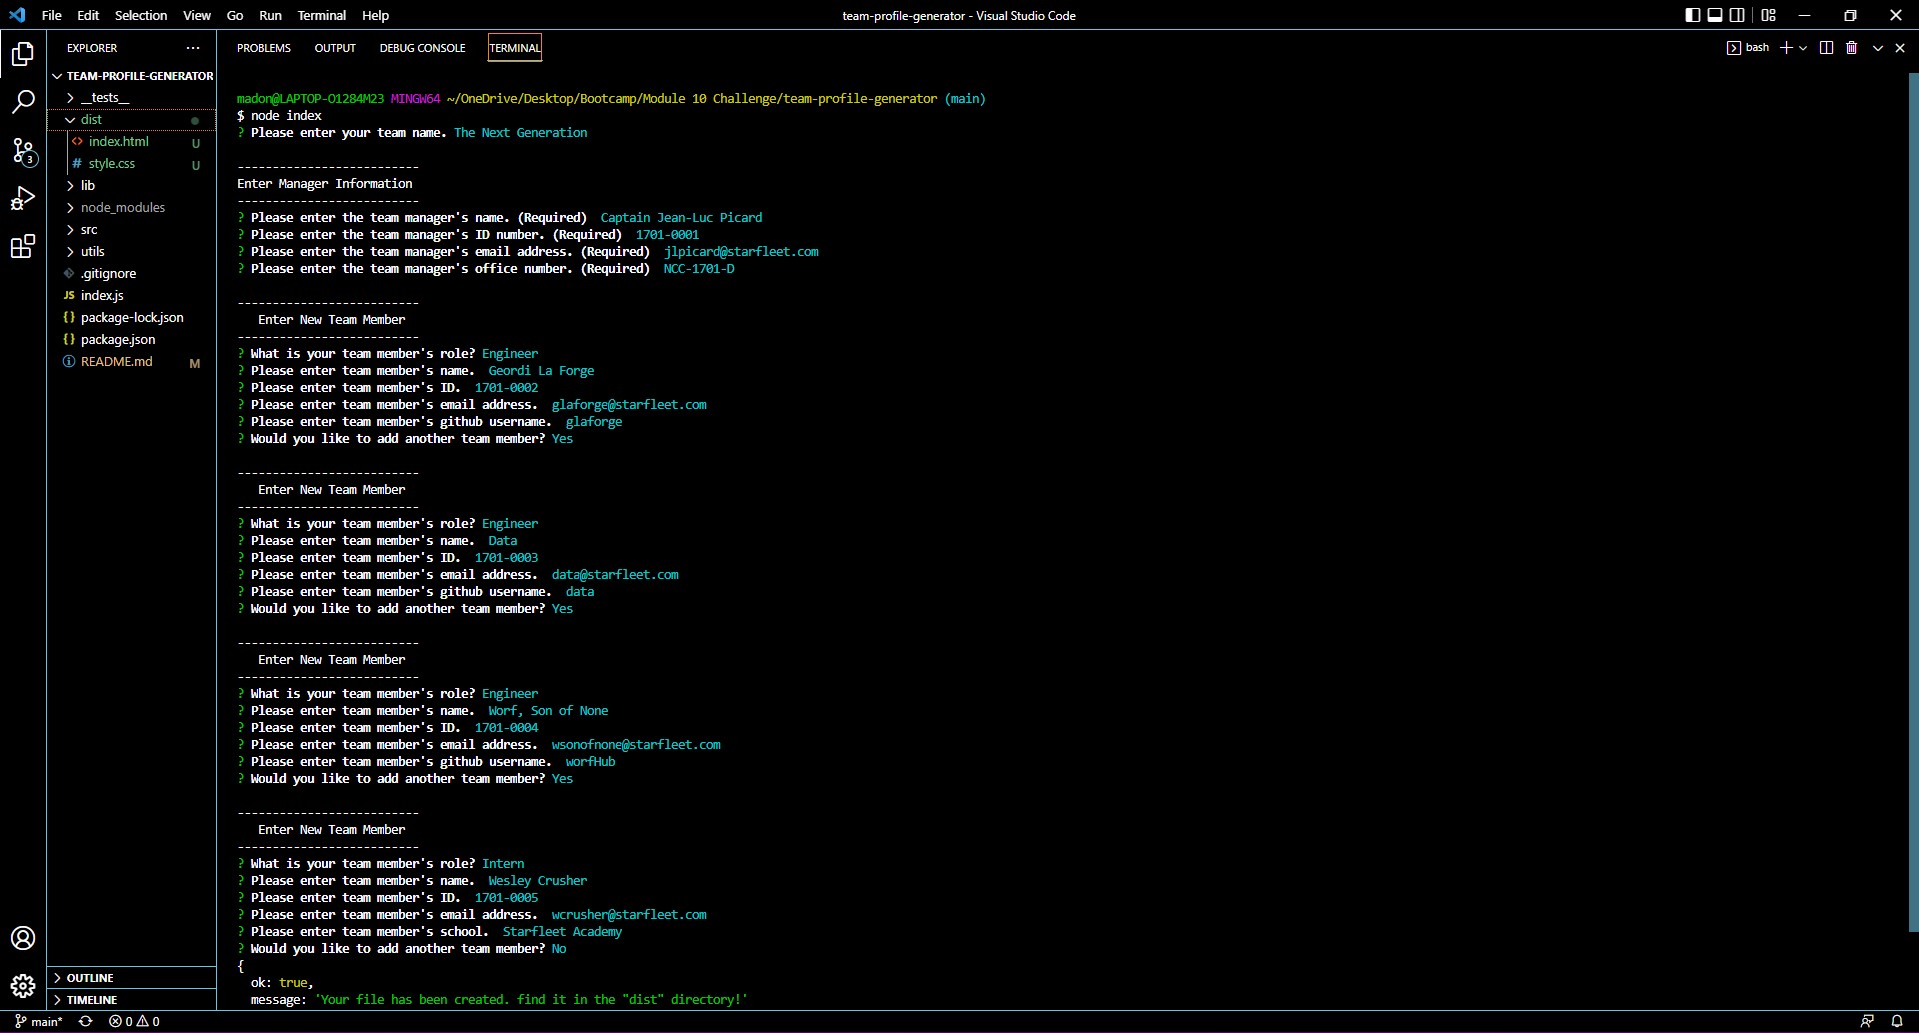 File Edit Selection View Go Run Terminal Help
team-profile-generator - Visual Studio Code
EXPLORER
TEAM-PROFILE-GENERATOR
__tests__
dist
index.html U
style.css U
lib
node_modules
src
utils
.gitignore
JS index.js
{} package-lock.json
{} package.json
README.md M
OUTLINE
TIMELINE
3
PROBLEMS OUTPUT DEBUG CONSOLE TERMINAL
bash
madon@LAPTOP-O1284M23 MINGW64 ~/OneDrive/Desktop/Bootcamp/Module 10 Challenge/team-profile-generator (main)
$ node index
? Please enter your team name. The Next Generation
--------------------------
Enter Manager Information
--------------------------
? Please enter the team manager's name. (Required)  Captain Jean-Luc Picard
? Please enter the team manager's ID number. (Required)  1701-0001
? Please enter the team manager's email address. (Required)  jlpicard@starfleet.com
? Please enter the team manager's office number. (Required)  NCC-1701-D
--------------------------
   Enter New Team Member
--------------------------
? What is your team member's role? Engineer
? Please enter team member's name.  Geordi La Forge
? Please enter team member's ID.  1701-0002
? Please enter team member's email address.  glaforge@starfleet.com
? Please enter team member's github username.  glaforge
? Would you like to add another team member? Yes
--------------------------
   Enter New Team Member
--------------------------
? What is your team member's role? Engineer
? Please enter team member's name.  Data
? Please enter team member's ID.  1701-0003
? Please enter team member's email address.  data@starfleet.com
? Please enter team member's github username.  data
? Would you like to add another team member? Yes
--------------------------
   Enter New Team Member
--------------------------
? What is your team member's role? Engineer
? Please enter team member's name.  Worf, Son of None
? Please enter team member's ID.  1701-0004
? Please enter team member's email address.  wsonofnone@starfleet.com
? Please enter team member's github username.  worfHub
? Would you like to add another team member? Yes
--------------------------
   Enter New Team Member
--------------------------
? What is your team member's role? Intern
? Please enter team member's name.  Wesley Crusher
? Please enter team member's ID.  1701-0005
? Please enter team member's email address.  wcrusher@starfleet.com
? Please enter team member's school.  Starfleet Academy
? Would you like to add another team member? No
{
  ok: true,
  message: 'Your file has been created. find it in the "dist" directory!'
main* 0 0